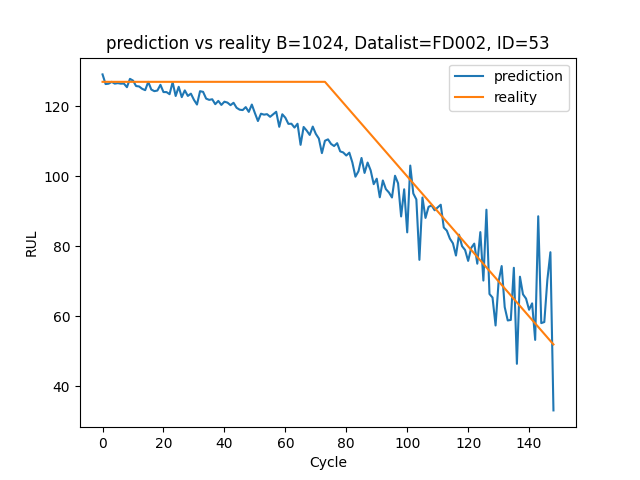 prediction vs reality B=1024, Datalist=FD002, ID=53
prediction
reality
RUL
120
100
80
60
40
0 20 40 60 80 100 120 140
Cycle